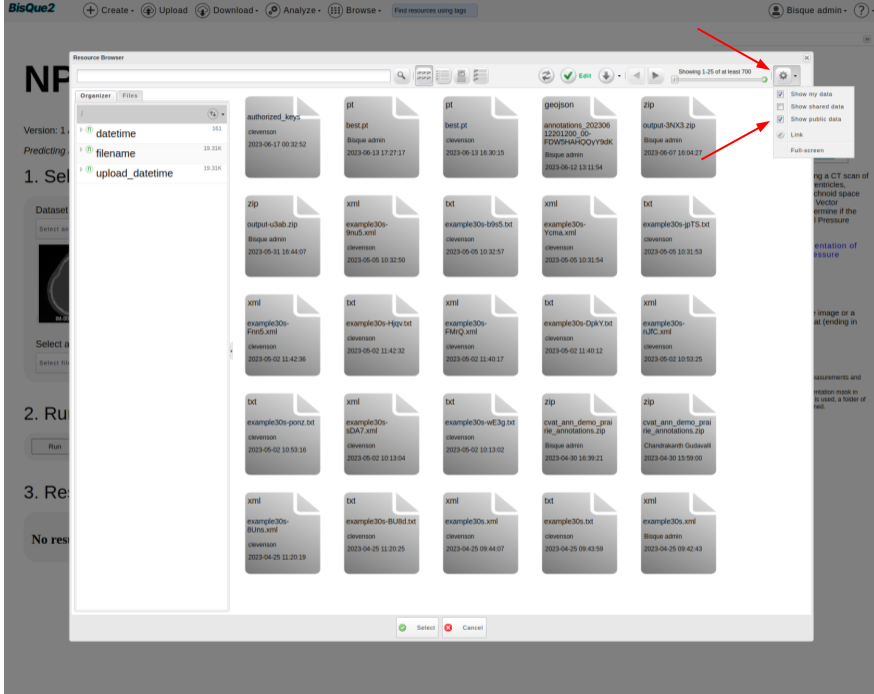 BisQue2
Create
Upload
Download
Analyze
Browse
Find resources using tags
Bisque admin
?
Resource Browser
Showing 1-25 of at least 700
Edit
Show my data
Show shared data
Show public data
Link
Full-screen
Organizer
Files
/
datetime
161
filename
19.31K
upload_datetime
19.31K
authorized_keys
clevenson
2023-06-17 00:32:52
pt
best.pt
Bisque admin
2023-06-13 17:27:17
pt
best.pt
clevenson
2023-06-13 16:30:15
geojson
annotations_202306
12201200_00-
FDW5HAHQQvY9dK
Bisque admin
2023-06-12 13:11:54
zip
output-3NX3.zip
Bisque admin
2023-06-07 16:04:27
zip
output-u3ab.zip
Bisque admin
2023-05-31 16:44:07
xml
example30s-
9nu5.xml
clevenson
2023-05-05 10:32:50
txt
example30s-b9s5.txt
clevenson
2023-05-05 10:32:57
xml
example30s-
Ycma.xml
clevenson
2023-05-05 10:31:54
txt
example30s-jpTS.txt
clevenson
2023-05-05 10:31:53
xml
example30s-
Fnri5.xml
clevenson
2023-05-02 11:42:36
txt
example30s-Hjqv.txt
clevenson
2023-05-02 11:42:32
xml
example30s-
FMrQ.xml
clevenson
2023-05-02 11:40:17
txt
example30s-DpkY.txt
clevenson
2023-05-02 11:40:12
xml
example30s-
nJfC.xml
clevenson
2023-05-02 10:53:25
txt
example30s-ponz.txt
clevenson
2023-05-02 10:53:16
xml
example30s-
sDA7.xml
clevenson
2023-05-02 10:13:04
txt
example30s-wE3g.txt
clevenson
2023-05-02 10:13:02
zip
cvat_ann_demo_prai
rie_annotations.zip
Bisque admin
2023-04-30 16:39:21
zip
cvat_ann_demo_prai
rie_annotations.zip
Chandrakanth Gudavalli
2023-04-30 15:59:00
xml
example30s-
8Uns.xml
clevenson
2023-04-25 11:20:19
txt
example30s-BU8d.txt
clevenson
2023-04-25 11:20:25
xml
example30s.xml
clevenson
2023-04-25 09:44:07
txt
example30s.txt
clevenson
2023-04-25 09:43:59
xml
example30s.xml
Bisque admin
2023-04-25 09:42:43
Select
Cancel
NP
Version: 1
Predicting
1. Sel
Dataset
Select an
Select a
Select file
2. Ru
Run
3. Re
No res
ng a CT scan of
entricles,
chnoid space
Vector
ermine if the
l Pressure
entation of
essure
e image or a
at (ending in
easurements and
entation mask in
is used, a folder of
ned.